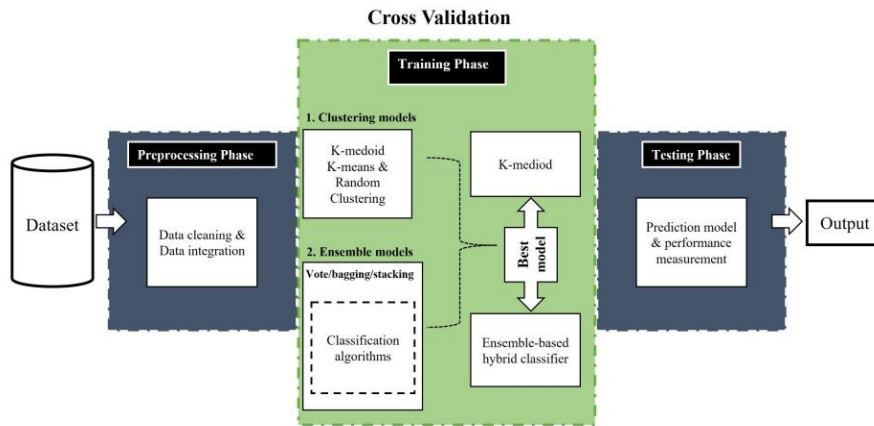 Cross Validation
Training Phase
1. Clustering models
K-medoid
K-means &
Random
Clustering
K-mediod
Preprocessing Phase
Testing Phase
Dataset
Data cleaning &
Data integration
Best
model
Prediction model
& performance
measurement
Output
2. Ensemble models
Vote/bagging/stacking
Classification
algorithms
Ensemble-based
hybrid classifier